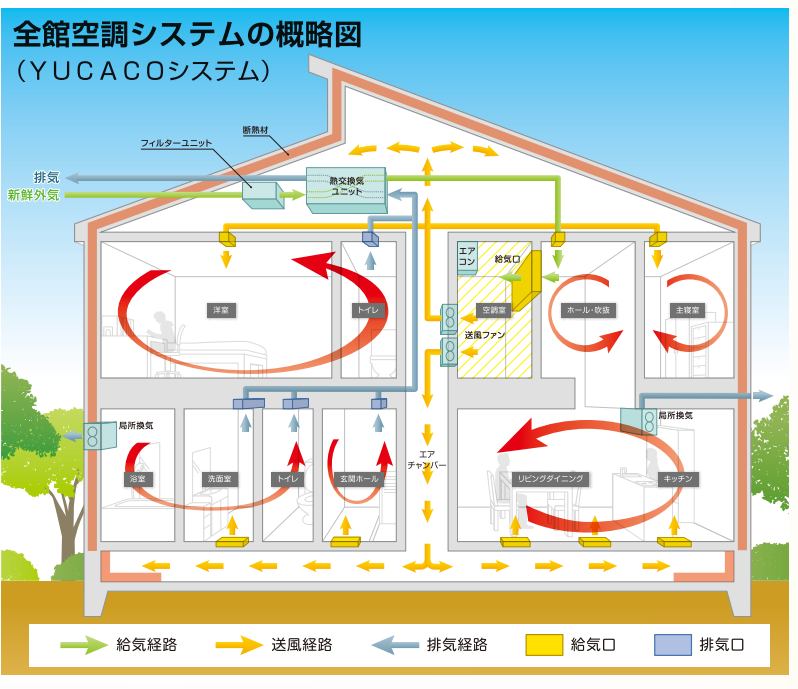 全館空調システムの概略図
（ＹＵＣＡＣＯシステム）
断熱材
フィルターユニット
排気
新鮮外気
熱交換気
ユニット
エア
コン
給気口
洋室
トイレ
空調室
ホール・吹抜
主寝室
送風ファン
局所換気
局所換気
エア
チャンバー
浴室
洗面室
トイレ
玄関ホール
リビングダイニング
キッチン
給気経路
送風経路
排気経路
給気口
排気口